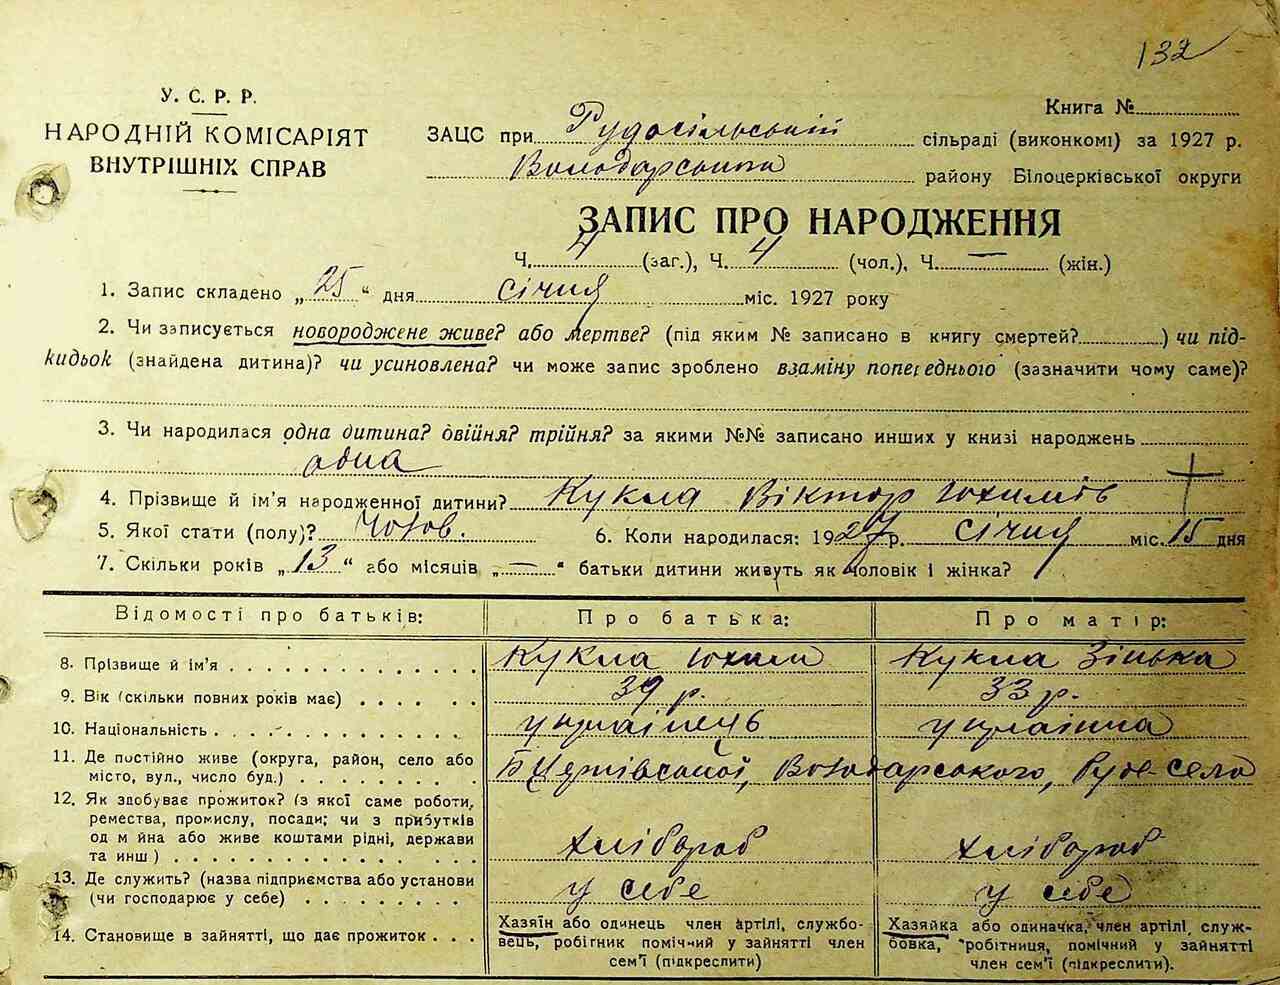 132
У. С. Р. Р.
НАРОДНІЙ КОМІСАРІЯТ
ВНУТРІШНІХ СПРАВ
Книга №
ЗАЦС при Рудосільській сільраді (виконкомі) за 1927 р.
Володарського району Білоцерківської округи
ЗАПИС ПРО НАРОДЖЕННЯ
Ч. 4 (заг.), Ч. 4 (чол.), Ч. — (жін.)
1. Запис складено „ 25 “ дня січня міс. 1927 року
2. Чи записується новороджене живе? або мертве? (під яким № записано в книгу смертей? ) чи під-
кидьок (знайдена дитина)? чи усиновлена? чи може запис зроблено взаміну попереднього (зазначити чому саме)?
3. Чи народилася одна дитина? двійня? трійня? за якими №№ записано инших у книзі народжень
одна
4. Прізвище й ім'я народженної дитини? Кукла Віктор Юхимів
5. Якої стати (полу)? Чолов. 6. Коли народилася: 1927 р. січня міс. 15 дня
7. Скільки років „ 13 “ або місяців „ — “ батьки дитини живуть як чоловік і жінка?
Відомості про батьків: Про батька: Про матір:
8. Прізвище й ім'я Кукла Юхим Кукла Зінька
9. Вік (скільки повних років має) 39 р. 33 р.
10. Національність українець українка
11. Де постійно живе (округа, район, село або
місто, вул., число буд.) Б Церківської, Володарського, Руде-село
12. Як здобуває прожиток? (з якої саме роботи,
ремества, промислу, посади; чи з прибутків
од майна або живе коштами рідні, держави
та инш) хлібороб хлібороб
13. Де служить? (назва підприємства або установи
(чи господарює у себе) у себе у себе
14. Становище в зайнятті, що дає прожиток
Хазяїн або одинець член артілі, службо-
вець, робітник помічний у зайнятті член
сем'ї (підкреслити)
Хазяйка або одиначка, член артілі, служ-
бовка, робітниця, помічний у зайнятті
член сем'ї (підкреслити).